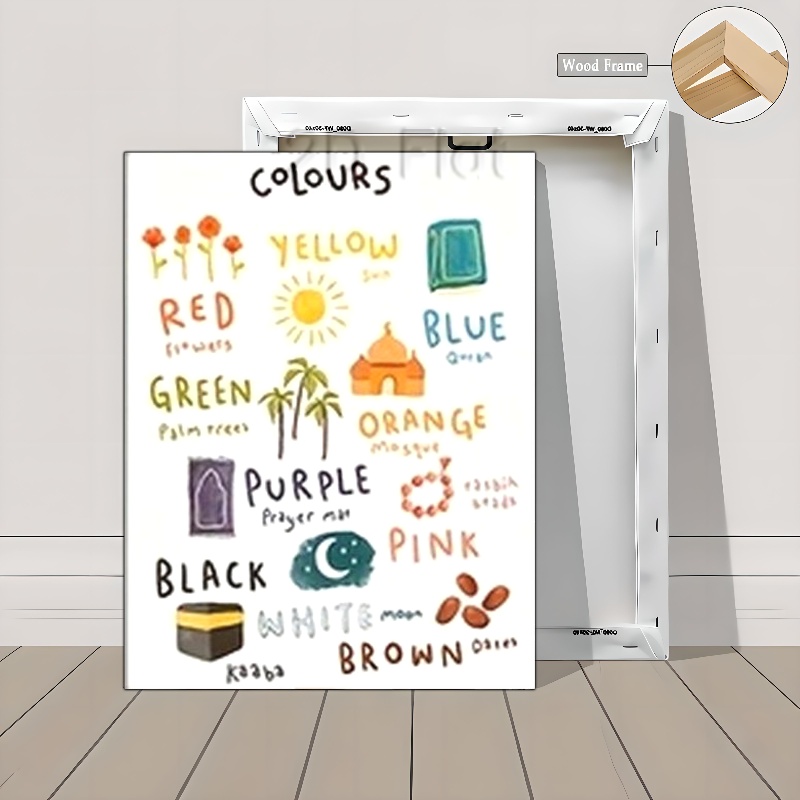 Wood Frame
COLOURS
YELLOW
sun
RED
flowers
BLUE
Quran
GREEN
Palm trees
ORANGE
Mosque
PURPLE
Prayer mat
tasbih
beads
PINK
BLACK
WHITE moon
Kaaba
BROWN Dates